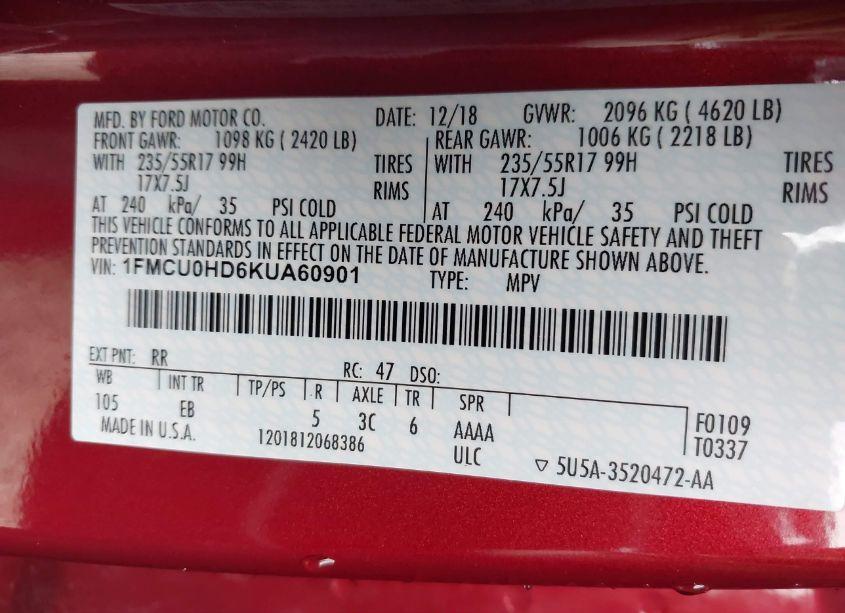 MFD. BY FORD MOTOR CO. DATE: 12/18 GVWR: 2096 KG ( 4620 LB)
FRONT GAWR: 1098 KG ( 2420 LB) REAR GAWR: 1006 KG ( 2218 LB)
WITH 235/55R17 99H TIRES WITH 235/55R17 99H TIRES
17X7.5J RIMS 17X7.5J RIMS
AT 240 kPa/ 35 PSI COLD AT 240 kPa/ 35 PSI COLD
THIS VEHICLE CONFORMS TO ALL APPLICABLE FEDERAL MOTOR VEHICLE SAFETY AND THEFT
PREVENTION STANDARDS IN EFFECT ON THE DATE OF MANUFACTURE SHOWN ABOVE.
VIN: 1FMCU0HD6KUA60901 TYPE: MPV
EXT PNT: RR RC: 47 DSO:
WB INT TR TP/PS R AXLE TR SPR
105 EB 5 3C 6 AAAA F0109
MADE IN U.S.A. 1201812068386 ULC T0337
▽ 5U5A-3520472-AA